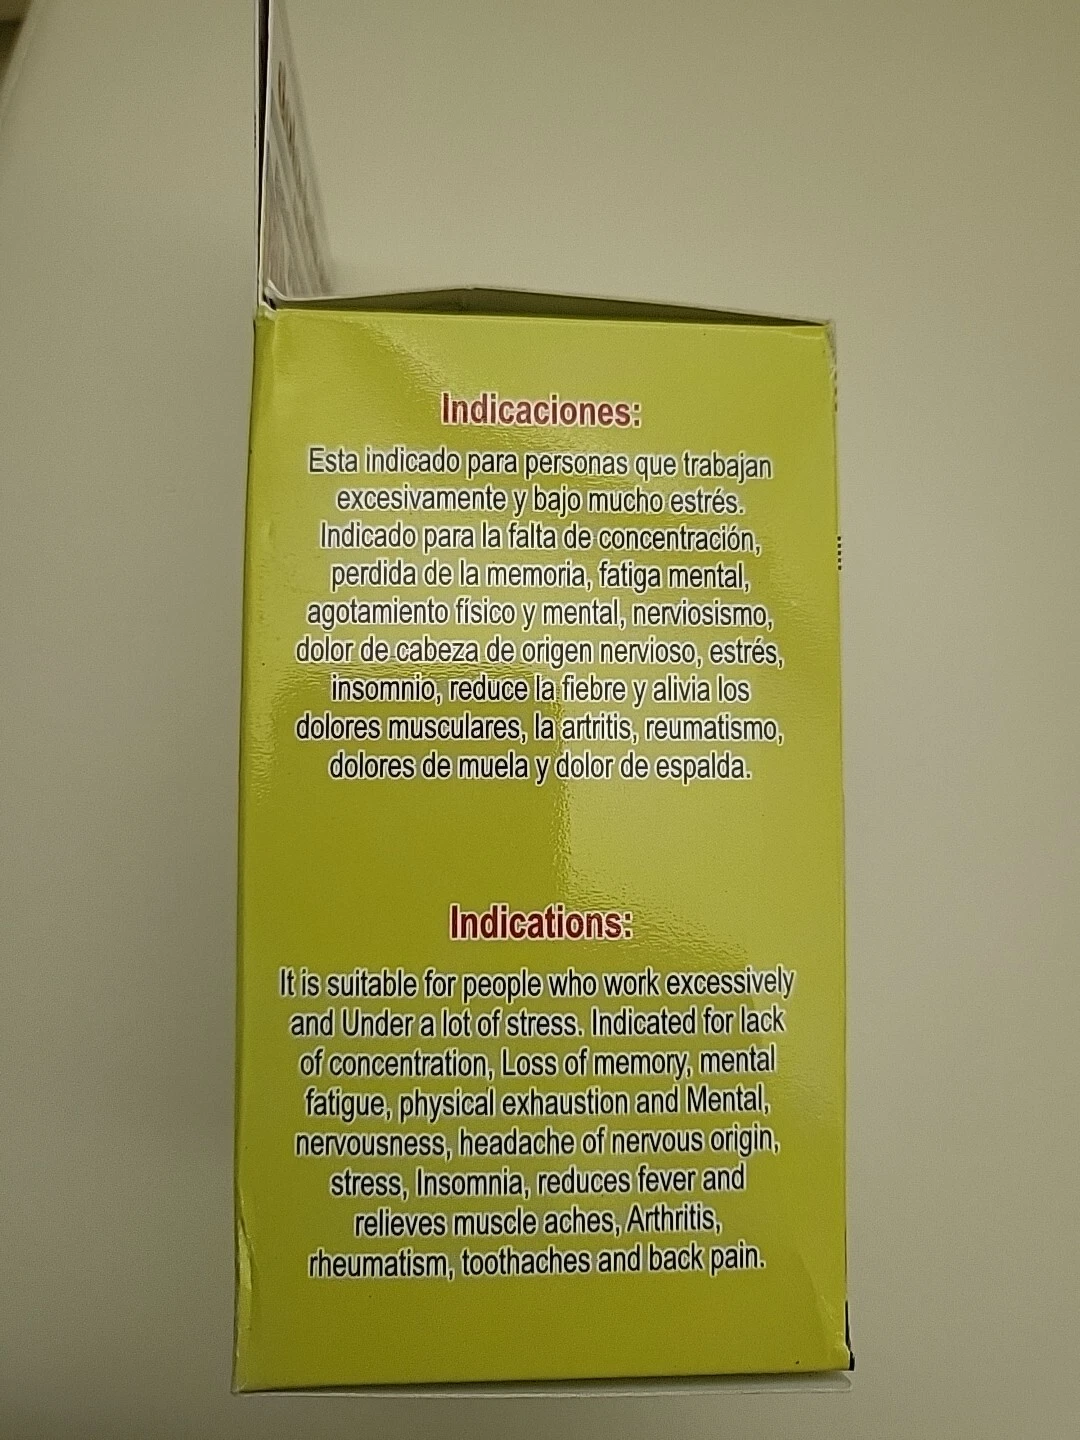 Indicaciones:
Esta indicado para personas que trabajan
excesivamente y bajo mucho estrés.
Indicado para la falta de concentración,
perdida de la memoria, fatiga mental,
agotamiento físico y mental, nerviosismo,
dolor de cabeza de origen nervioso, estrés,
insomnio, reduce la fiebre y alivia los
dolores musculares, la artritis, reumatismo,
dolores de muela y dolor de espalda.
Indications:
It is suitable for people who work excessively
and Under a lot of stress. Indicated for lack
of concentration, Loss of memory, mental
fatigue, physical exhaustion and Mental,
nervousness, headache of nervous origin,
stress, Insomnia, reduces fever and
relieves muscle aches, Arthritis,
rheumatism, toothaches and back pain.